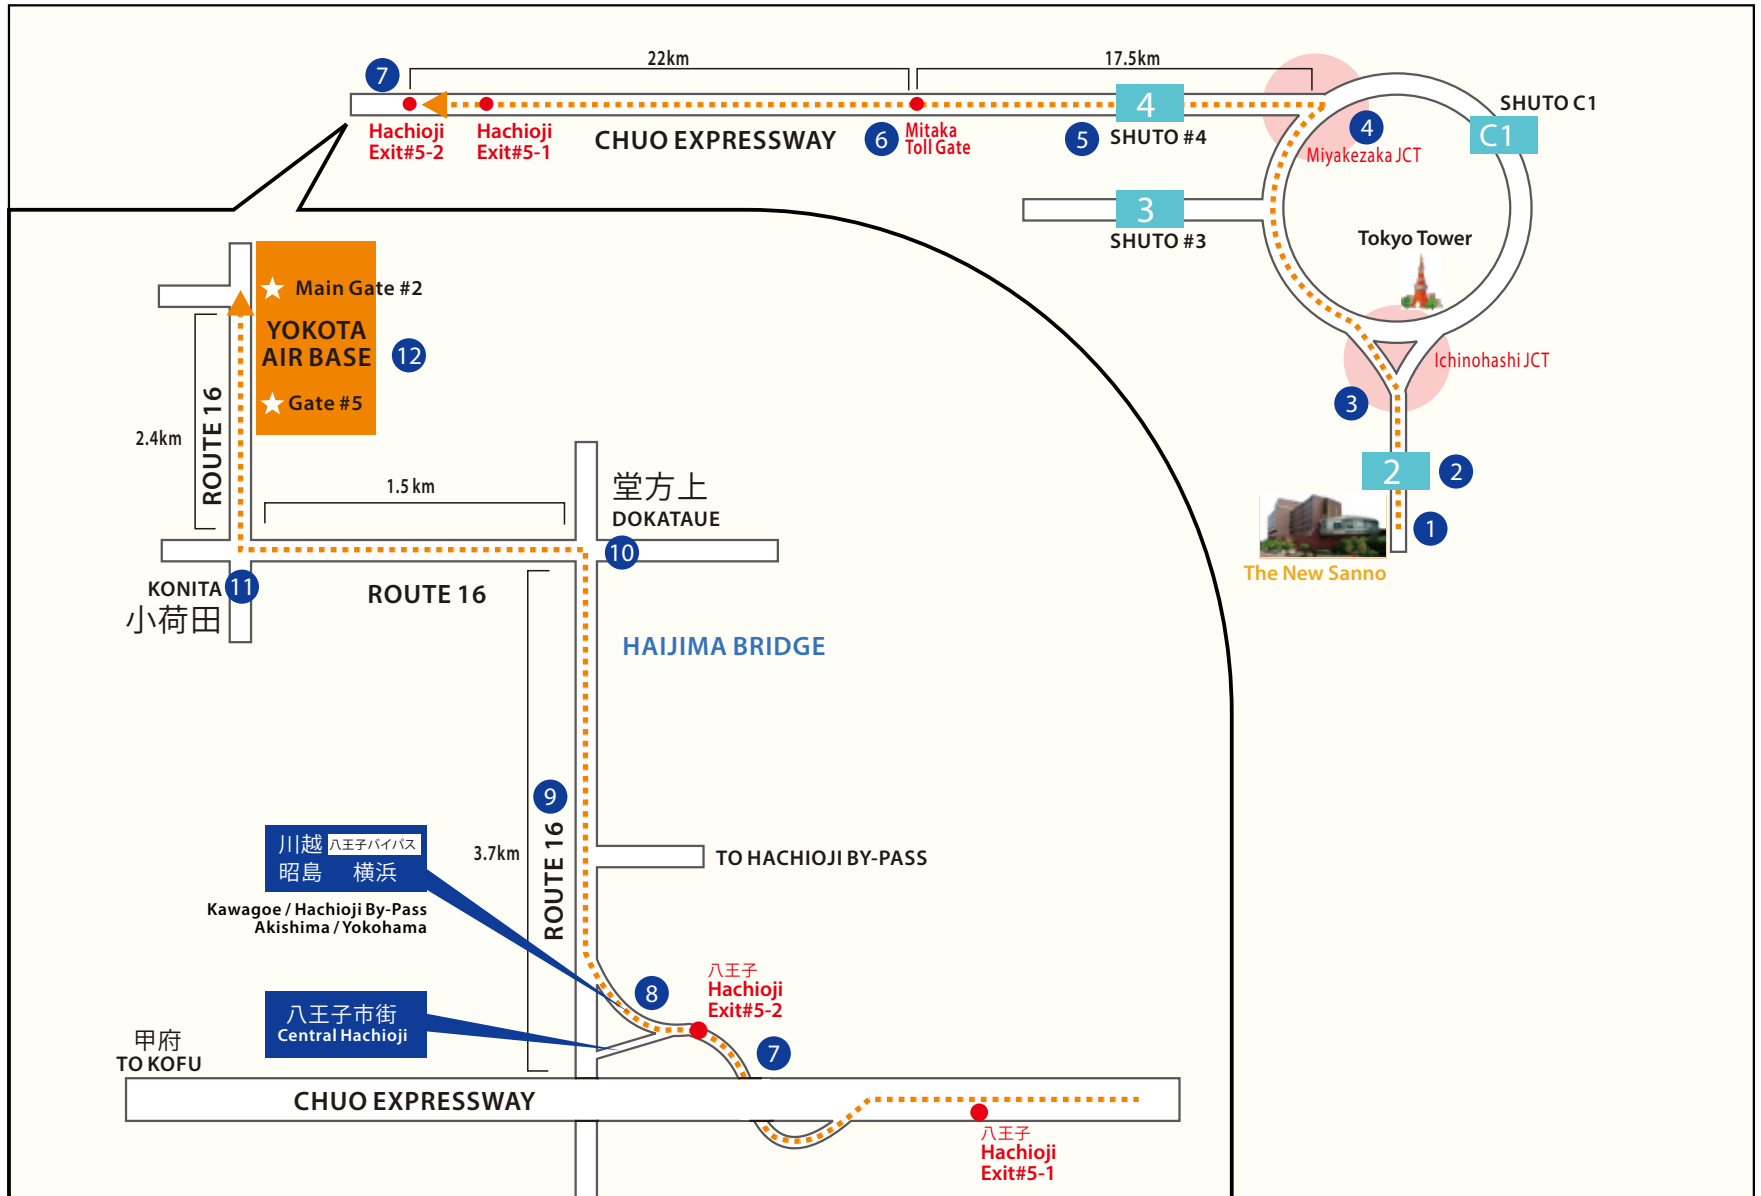 22km
17.5km
7
4
SHUTO C1
C1
Hachioji
Exit#5-2
Hachioji
Exit#5-1
CHUO EXPRESSWAY
6
Mitaka
Toll Gate
5
SHUTO #4
4
Miyakezaka JCT
3
SHUTO #3
Tokyo Tower
Ichinohashi JCT
3
2
2
1
The New Sanno
Main Gate #2
YOKOTA
AIR BASE
12
Gate #5
ROUTE 16
2.4km
1.5 km
堂方上
DOKATAUE
10
KONITA
小荷田
11
ROUTE 16
HAIJIMA BRIDGE
9
ROUTE 16
3.7km
TO HACHIOJI BY-PASS
川越 八王子バイパス
昭島 横浜
Kawagoe / Hachioji By-Pass
Akishima / Yokohama
8
八王子
Hachioji
Exit#5-2
八王子市街
Central Hachioji
甲府
TO KOFU
7
CHUO EXPRESSWAY
八王子
Hachioji
Exit#5-1